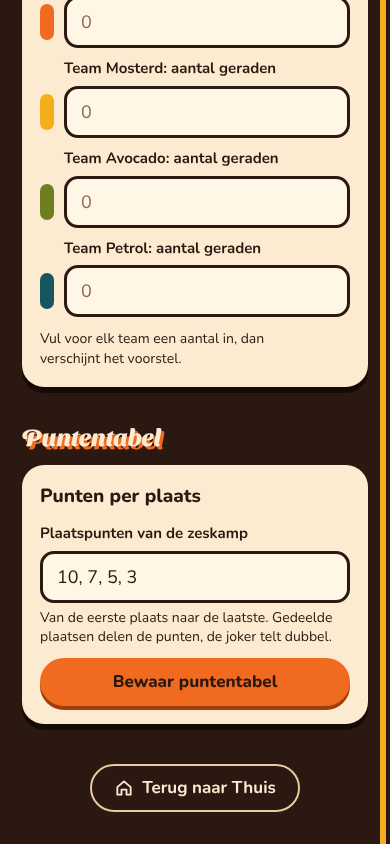 0
Team Mosterd: aantal geraden
0
Team Avocado: aantal geraden
0
Team Petrol: aantal geraden
0
Vul voor elk team een aantal in, dan
verschijnt het voorstel.
Puntentabel
Punten per plaats
Plaatspunten van de zeskamp
10, 7, 5, 3
Van de eerste plaats naar de laatste. Gedeelde
plaatsen delen de punten, de joker telt dubbel.
Bewaar puntentabel
Terug naar Thuis